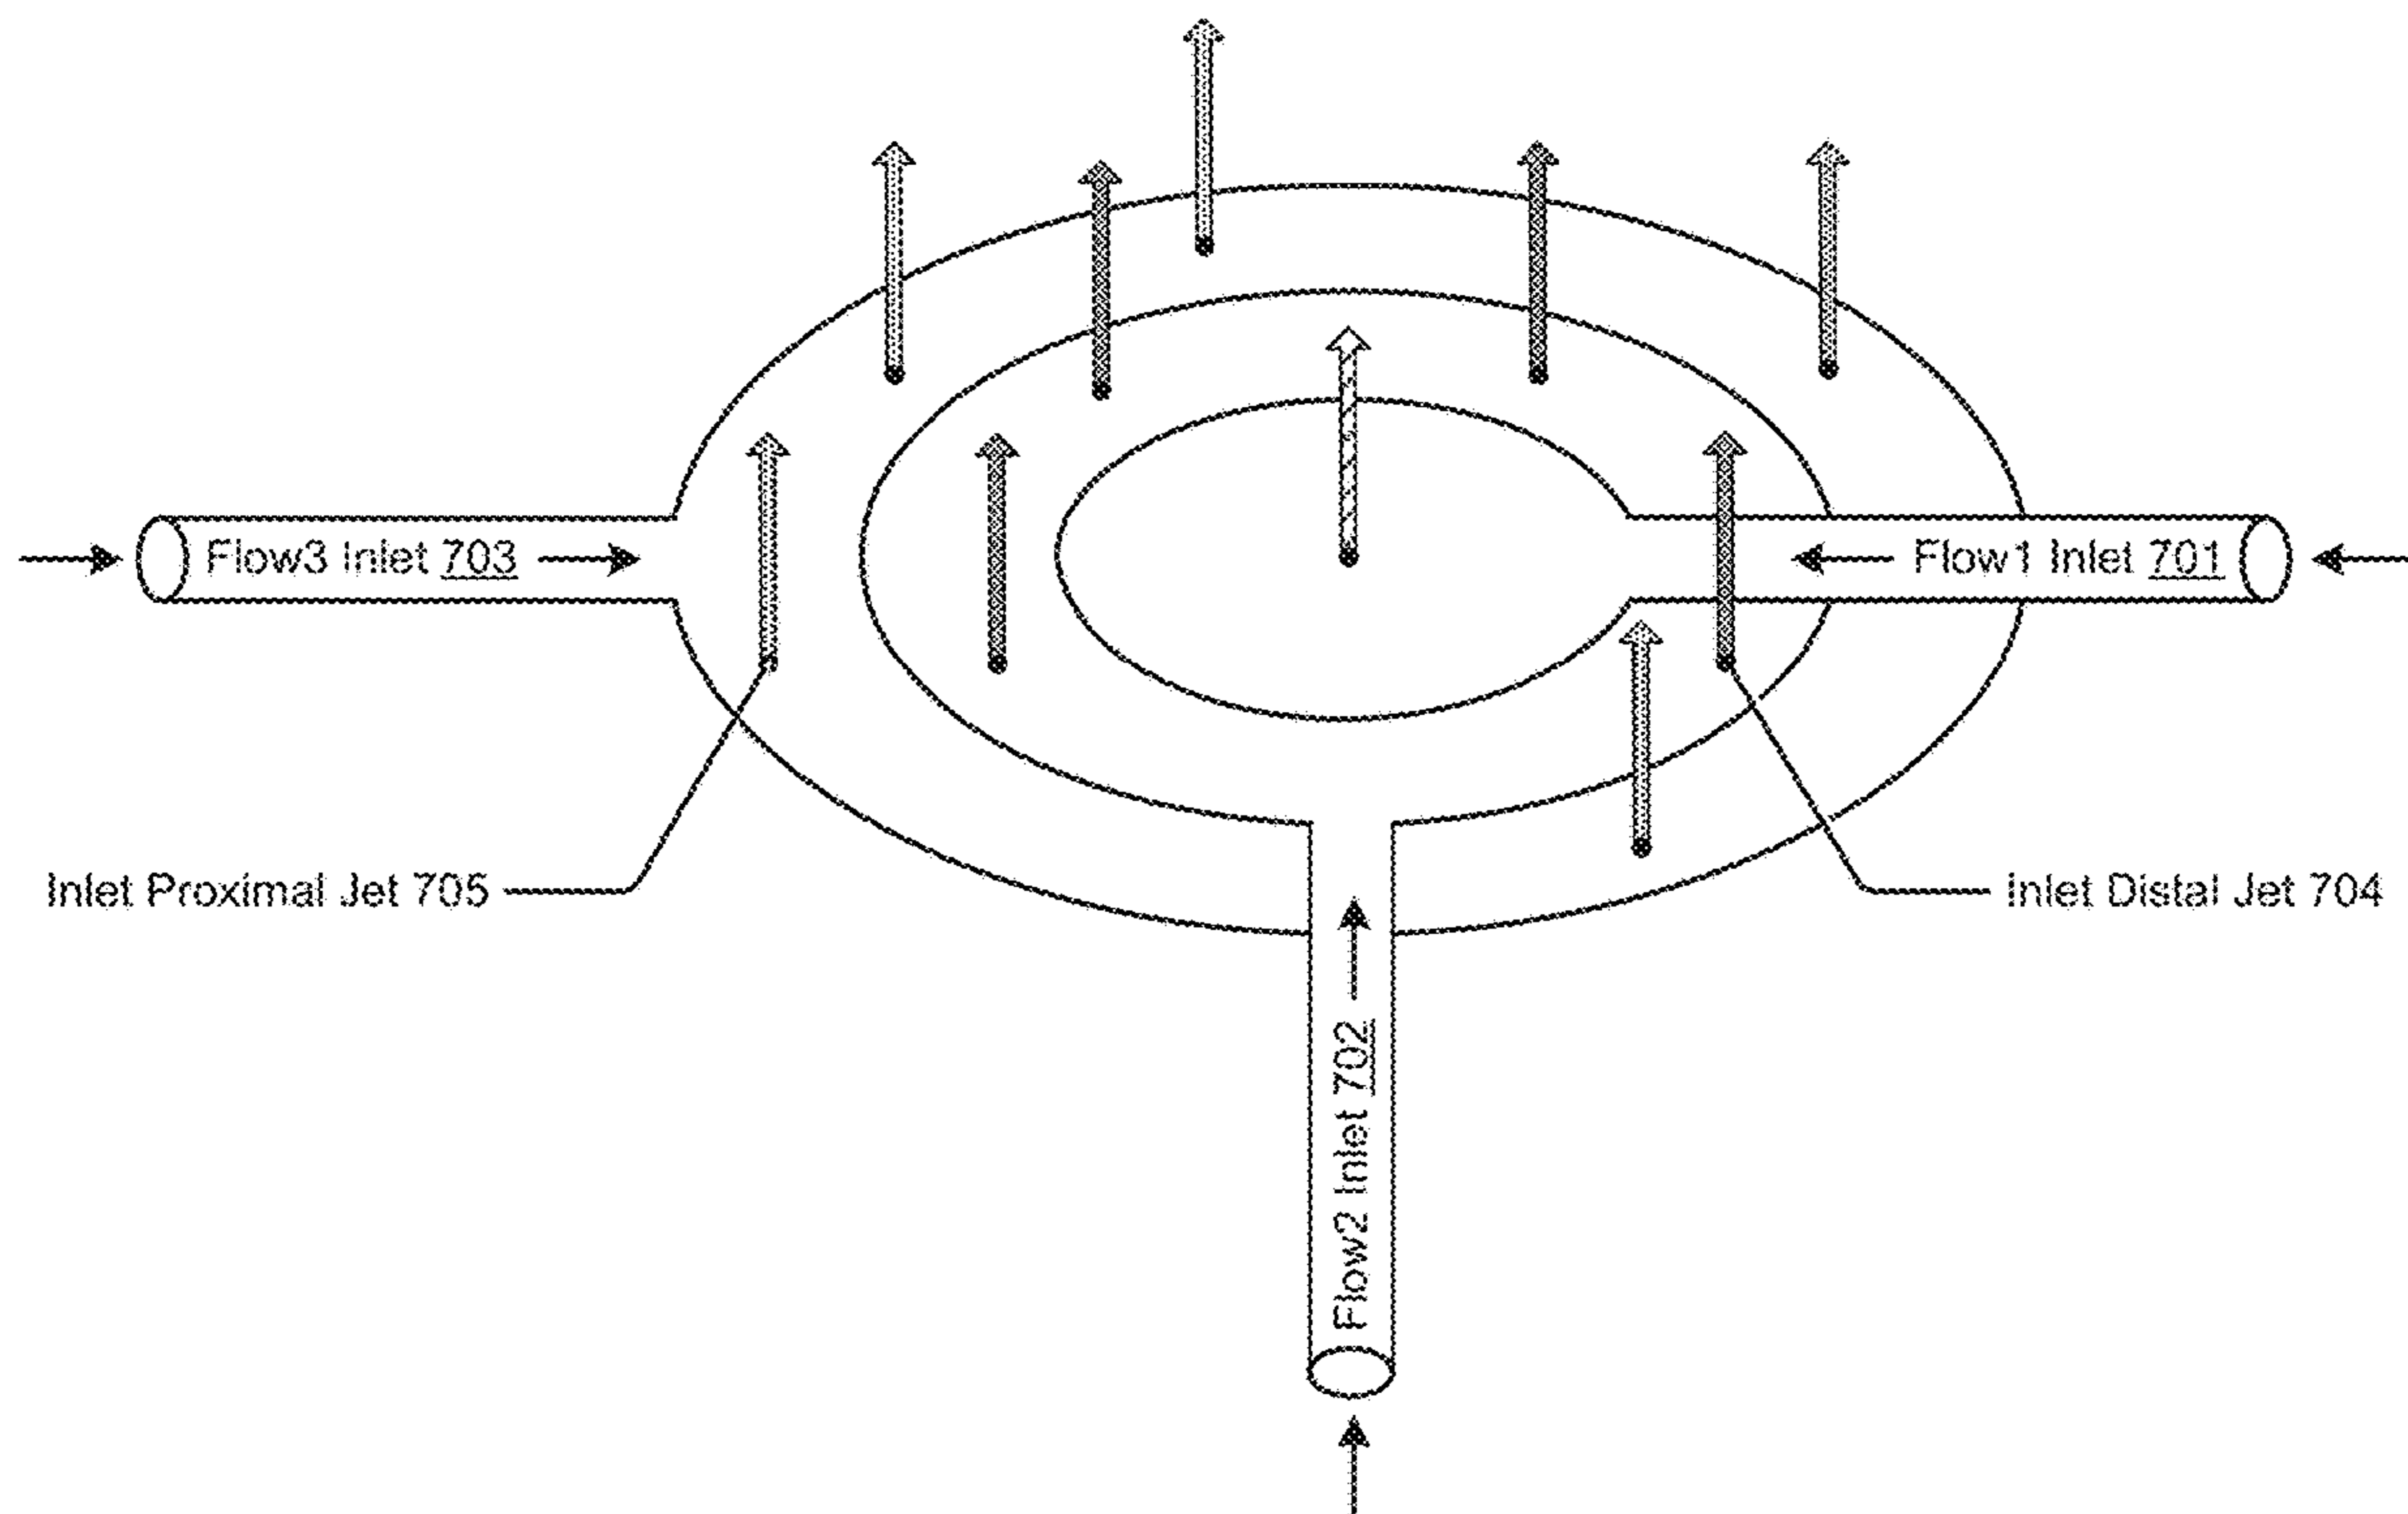 Flow3 Inlet 703
Flow1 Inlet 701
Inlet Proximal Jet 705
Inlet Distal Jet 704
Flow2 Inlet 702